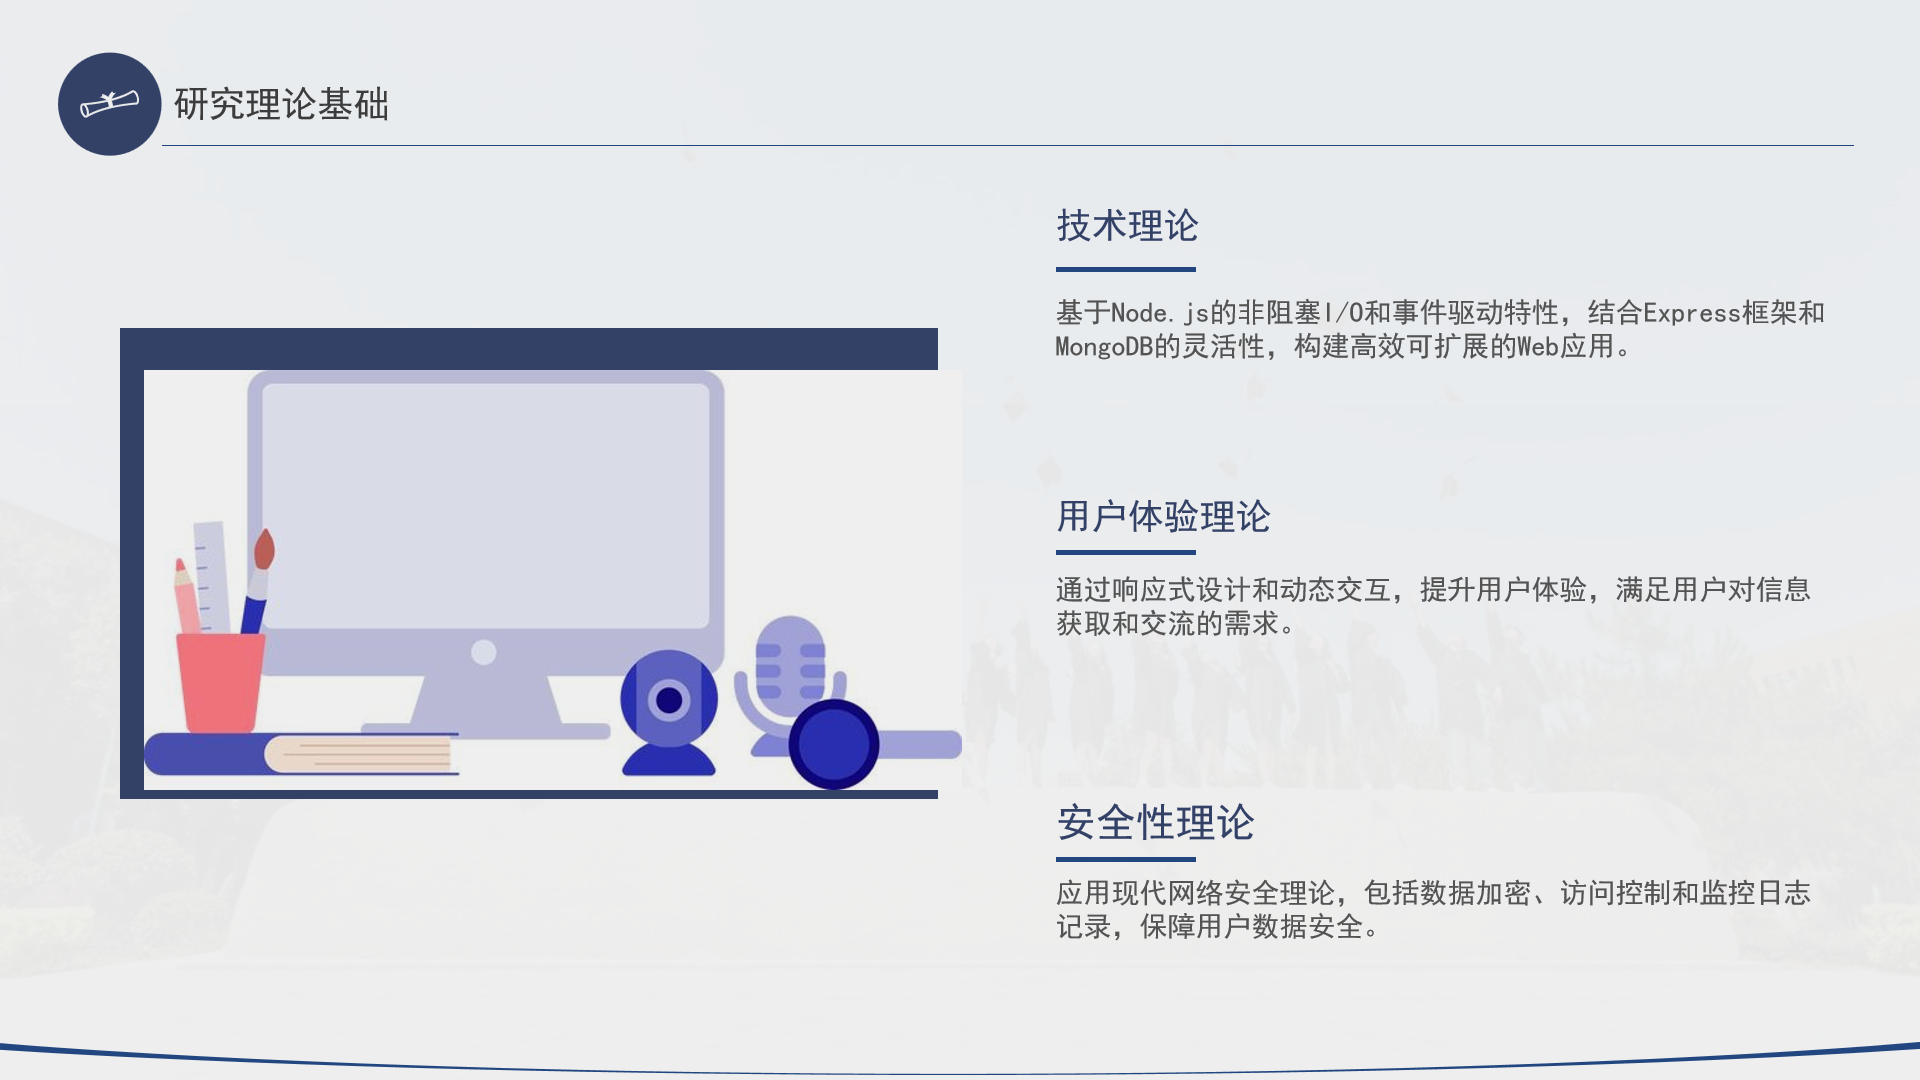 研究理论基础
技术理论
基于Node.js的非阻塞I/O和事件驱动特性，结合Express框架和
MongoDB的灵活性，构建高效可扩展的Web应用。
用户体验理论
通过响应式设计和动态交互，提升用户体验，满足用户对信息
获取和交流的需求。
安全性理论
应用现代网络安全理论，包括数据加密、访问控制和监控日志
记录，保障用户数据安全。